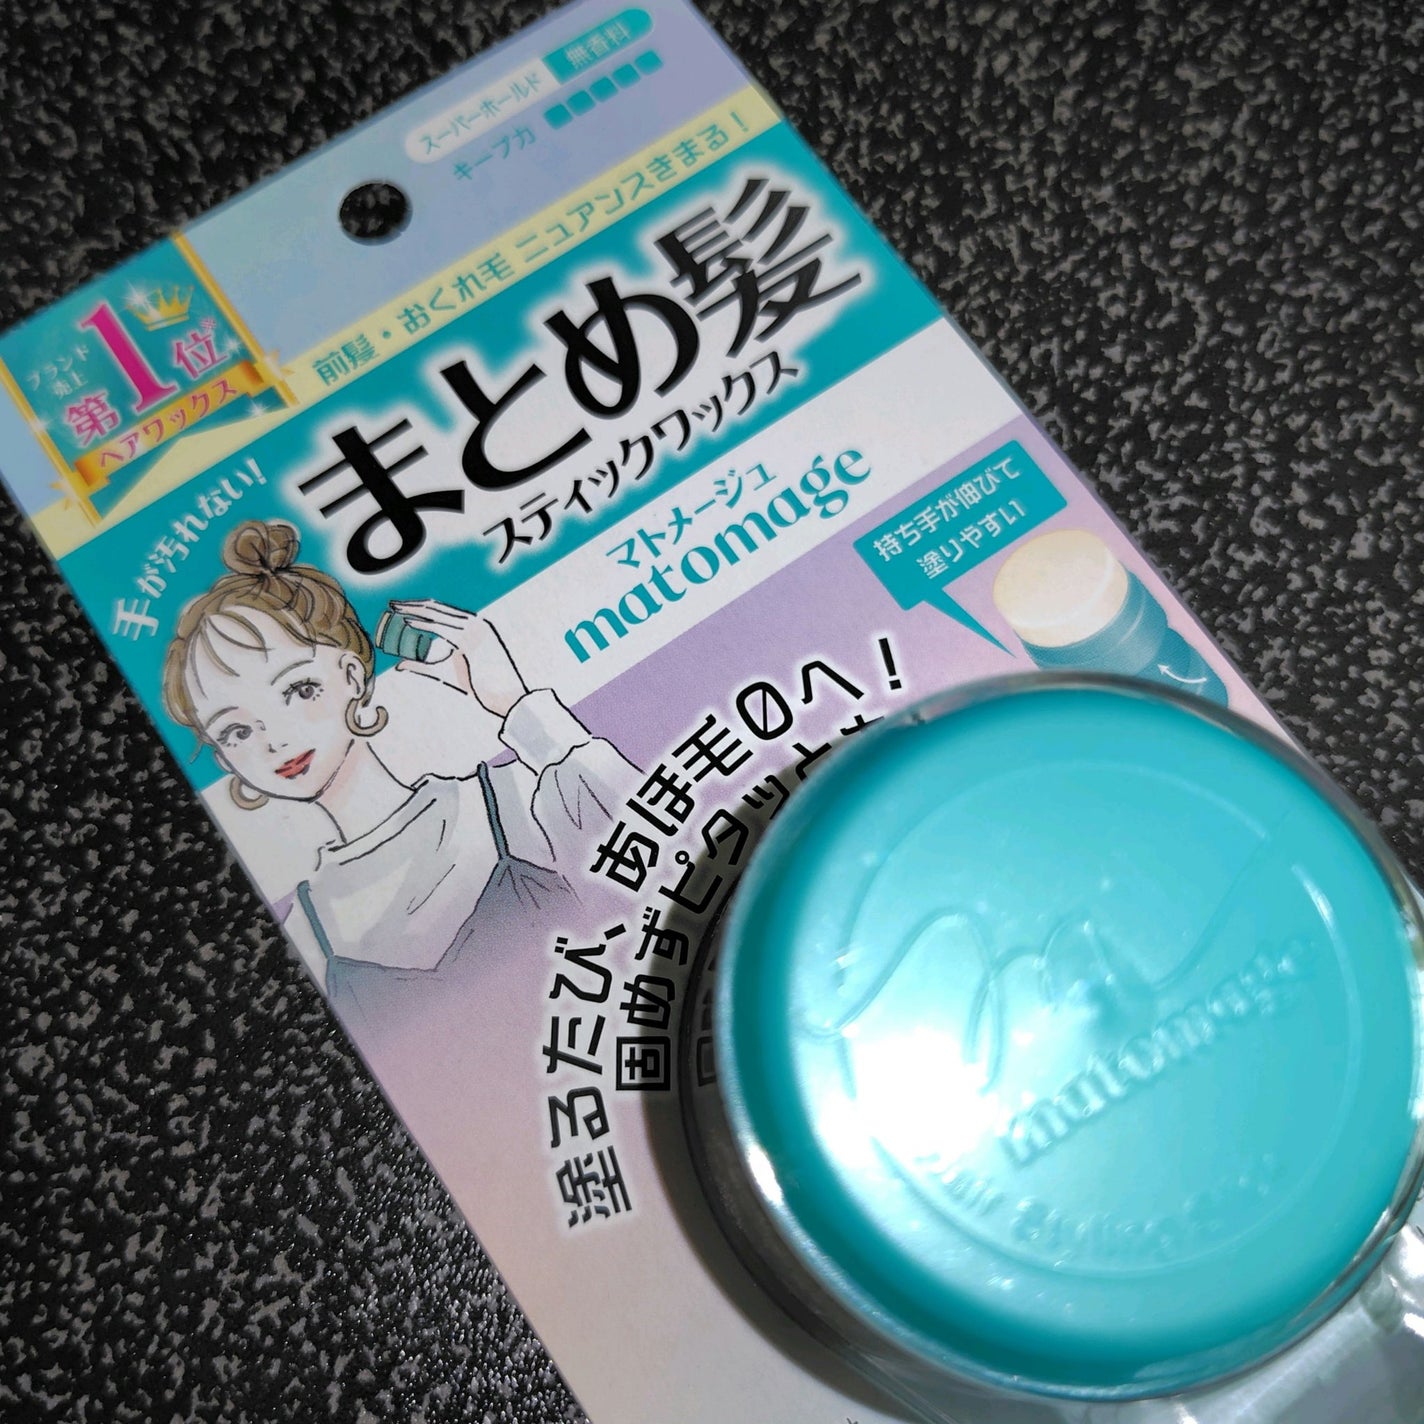 スーパーホールド 無香料
キープ力
前髪・おくれ毛 ニュアンスきまる！
ブランド
売上
第1位※
ヘアワックス
手が汚れない!
まとめ髪
スティックワックス
マトメージュ
matomage
持ち手が伸びて
塗りやすい
塗るたび、あほ毛0へ!
固めずピタッとま
m
matomage
Hair Styling